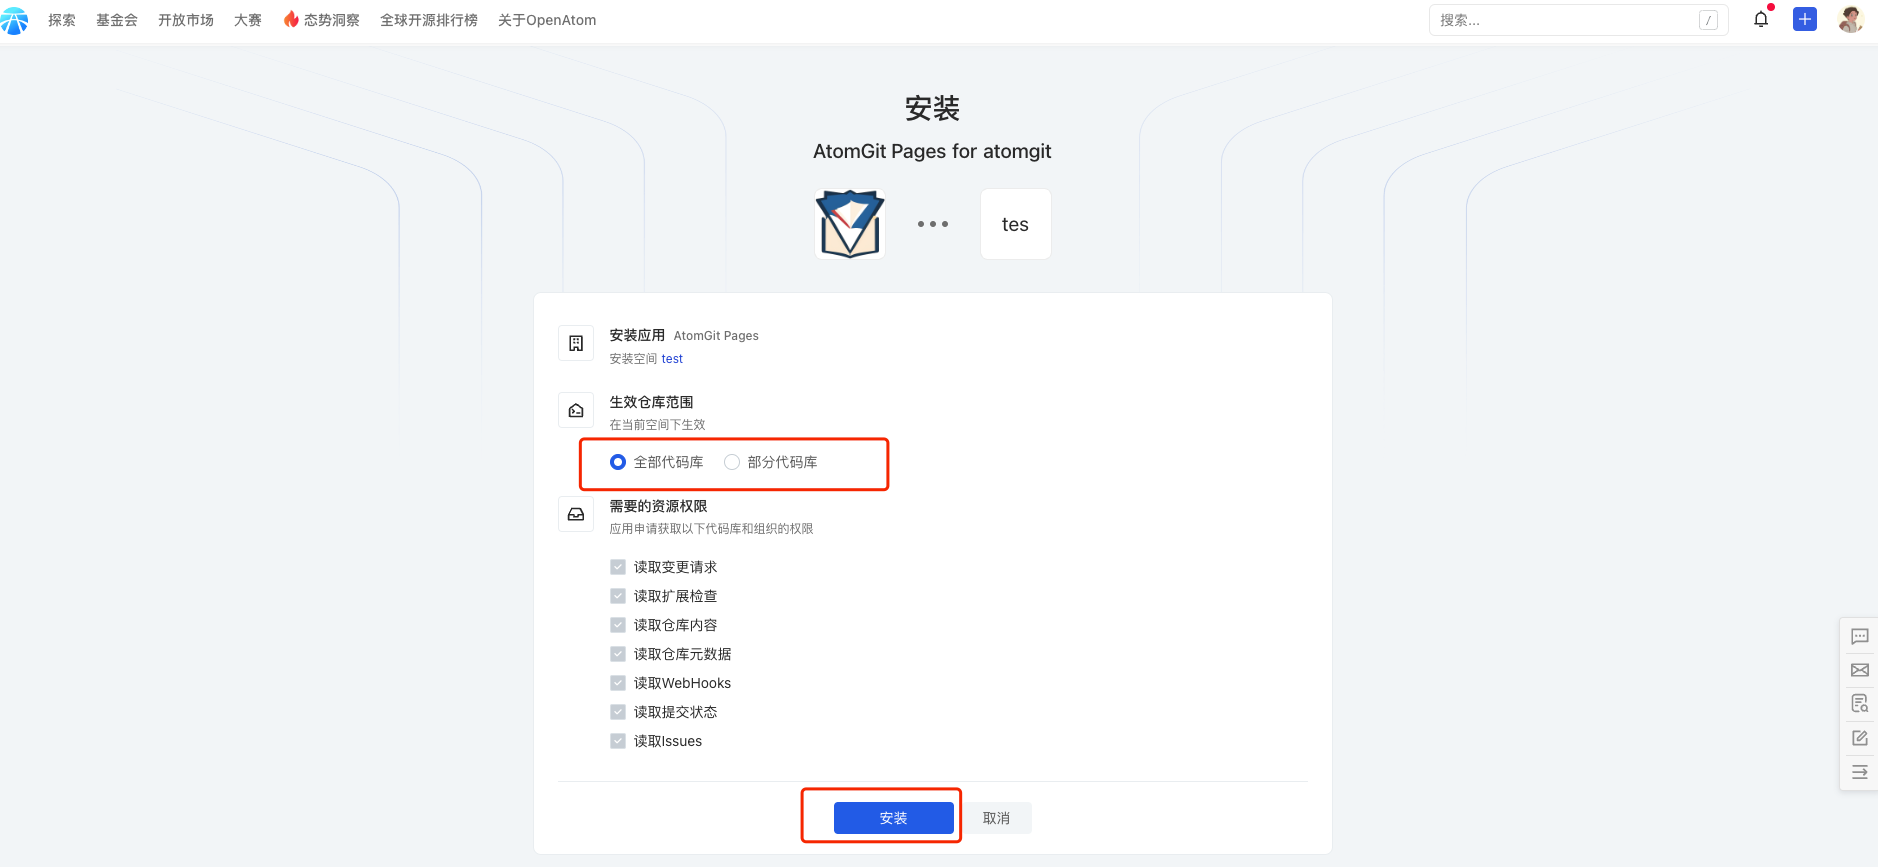 探索 基金会 开放市场 大赛 态势洞察 全球开源排行榜 关于OpenAtom 搜索... /
安装
AtomGit Pages for atomgit
tes
安装应用 AtomGit Pages
安装空间 test
生效仓库范围
在当前空间下生效
全部代码库 部分代码库
需要的资源权限
应用申请获取以下代码库和组织的权限
读取变更请求
读取扩展检查
读取仓库内容
读取仓库元数据
读取WebHooks
读取提交状态
读取Issues
安装 取消